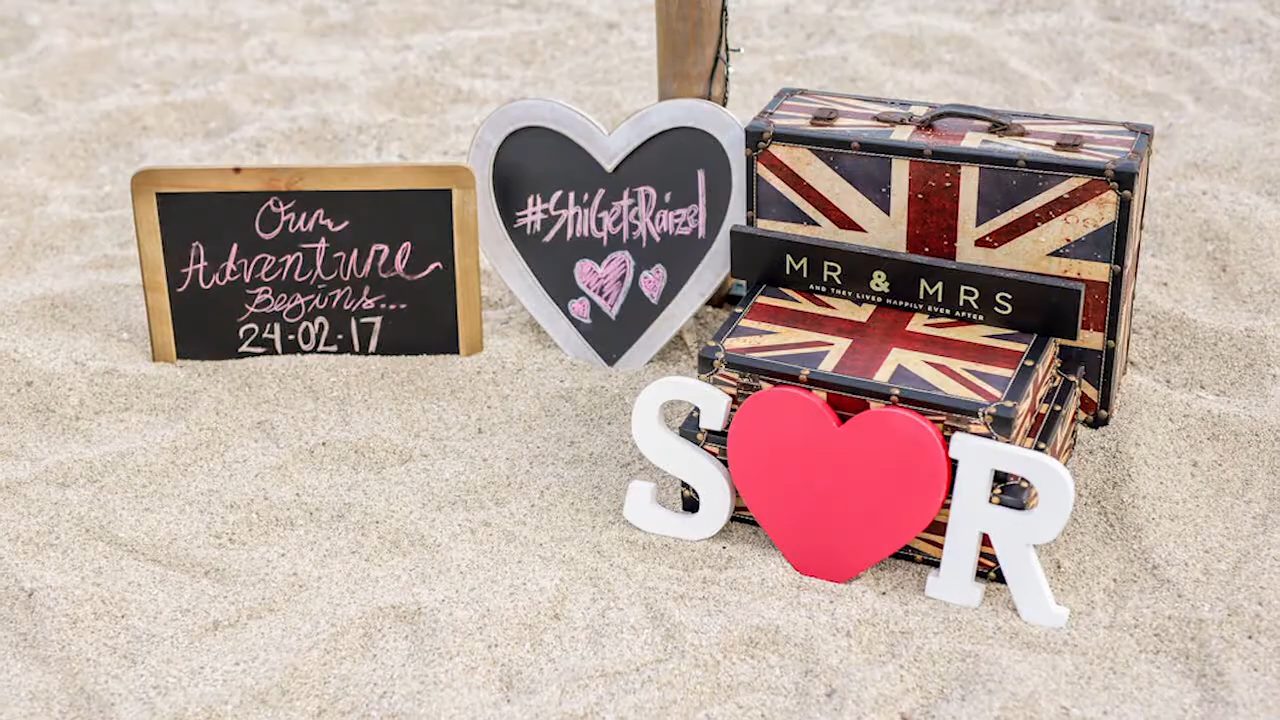 Our
Adventure
Begins...
24-02-17
#ShiGetsRaizel
MR & MRS
AND THEY LIVED HAPPILY EVER AFTER
S R